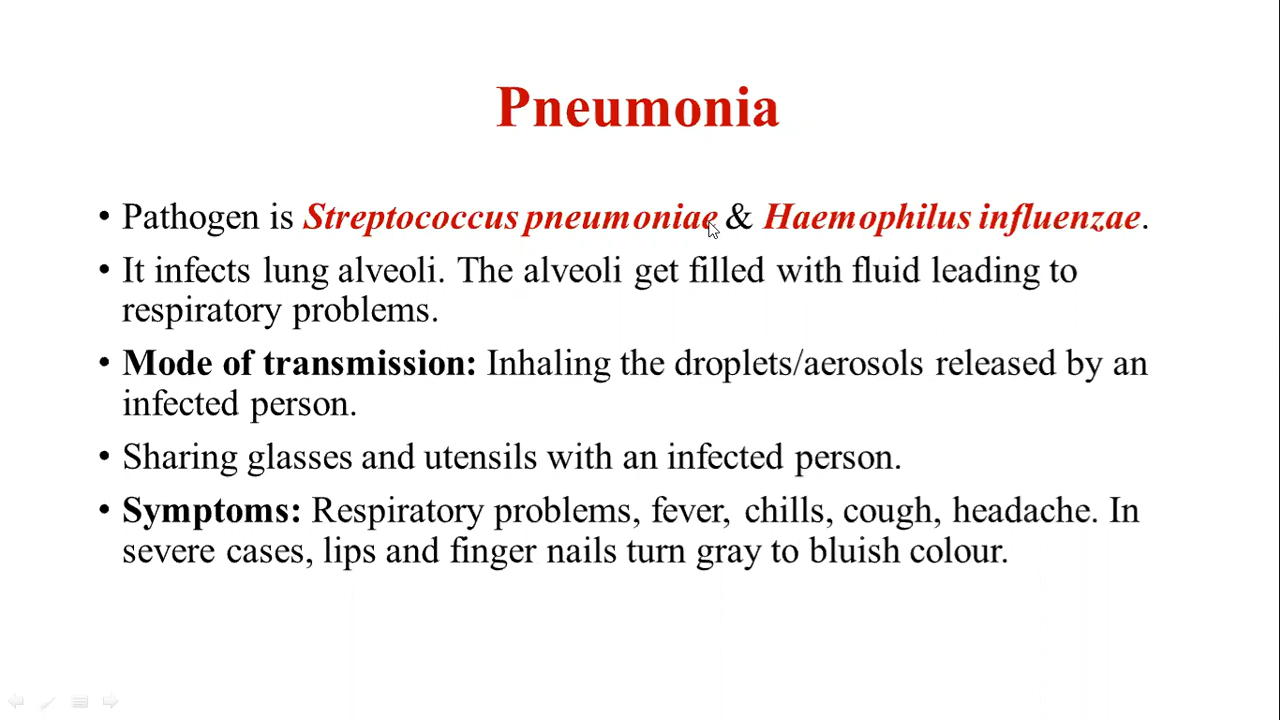 Pneumonia
• Pathogen is Streptococcus pneumoniae & Haemophilus influenzae.
• It infects lung alveoli. The alveoli get filled with fluid leading to
respiratory problems.
• Mode of transmission: Inhaling the droplets/aerosols released by an
infected person.
• Sharing glasses and utensils with an infected person.
• Symptoms: Respiratory problems, fever, chills, cough, headache. In
severe cases, lips and finger nails turn gray to bluish colour.